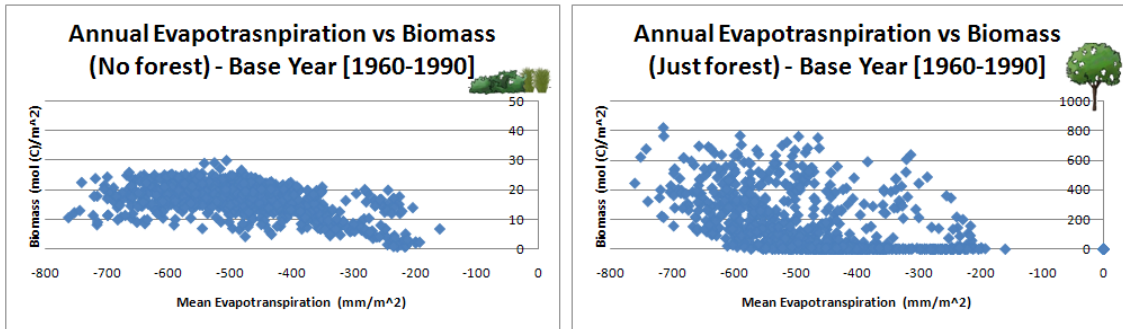 Annual Evapotrasnpiration vs Biomass
(No forest) - Base Year [1960-1990]
50
40
30
20
10
0
Biomass (mol (C)/m^2)
-800 -700 -600 -500 -400 -300 -200 -100 0
Mean Evapotranspiration (mm/m^2)
Annual Evapotrasnpiration vs Biomass
(Just forest) - Base Year [1960-1990]
1000
800
600
400
200
0
Biomass (mol (C)/m^2)
-800 -700 -600 -500 -400 -300 -200 -100 0
Mean Evapotranspiration (mm/m^2)